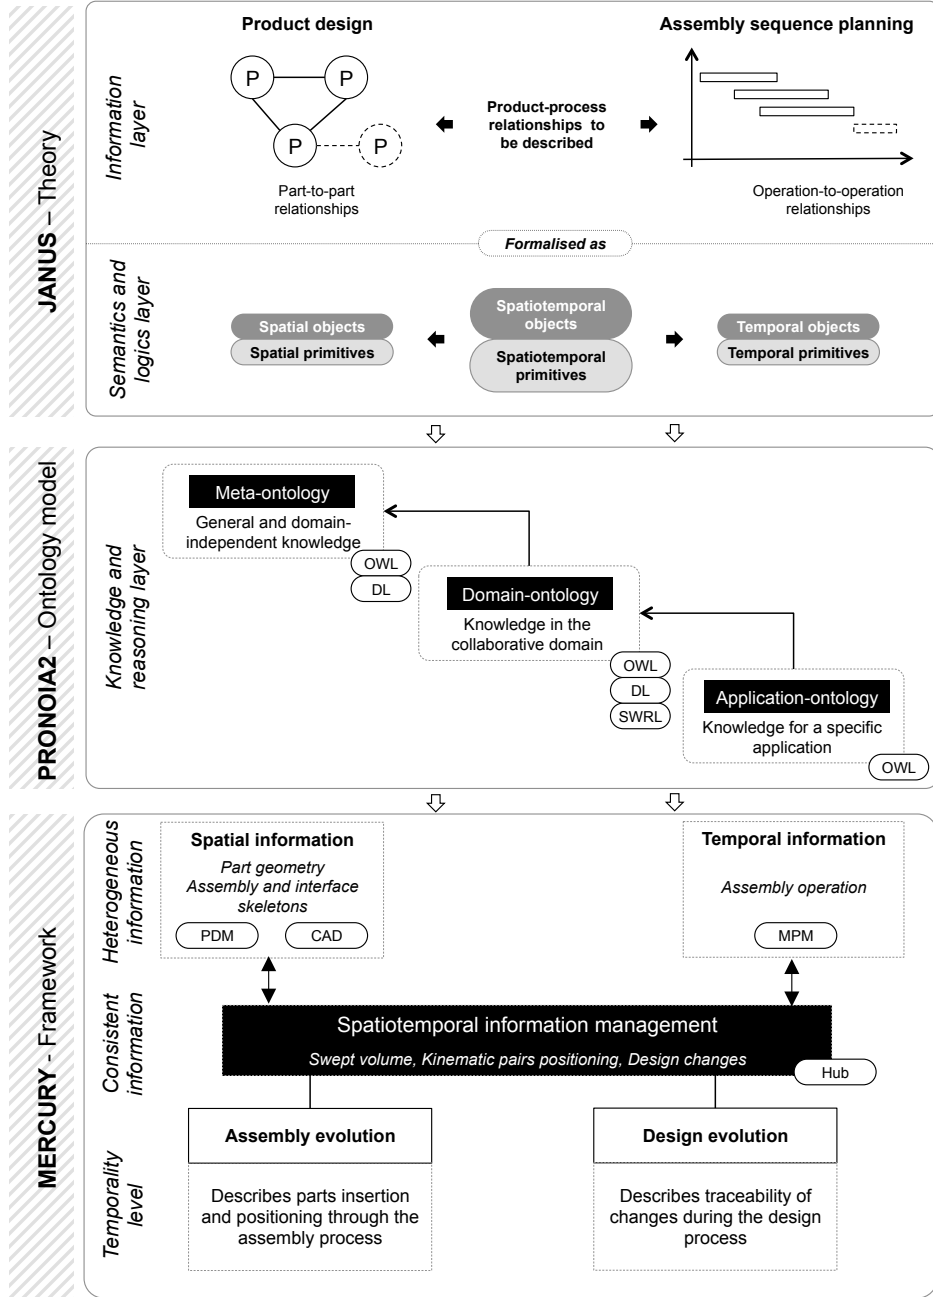 JANUS – Theory
Information
layer
Product design
P
P
P
P
Part-to-part
relationships
Product-process
relationships to
be described
Assembly sequence planning
Operation-to-operation
relationships
Formalised as
Semantics and
logics layer
Spatial objects
Spatial primitives
Spatiotemporal
objects
Spatiotemporal
primitives
Temporal objects
Temporal primitives
PRONOIA2 – Ontology model
Knowledge and
reasoning layer
Meta-ontology
General and domain-
independent knowledge
OWL
DL
Domain-ontology
Knowledge in the
collaborative domain
OWL
DL
SWRL
Application-ontology
Knowledge for a specific
application
OWL
MERCURY - Framework
Heterogeneous
information
Spatial information
Part geometry
Assembly and interface
skeletons
PDM
CAD
Temporal information
Assembly operation
MPM
Consistent
information
Spatiotemporal information management
Swept volume, Kinematic pairs positioning, Design changes
Hub
Temporality
level
Assembly evolution
Describes parts insertion
and positioning through the
assembly process
Design evolution
Describes traceability of
changes during the design
process